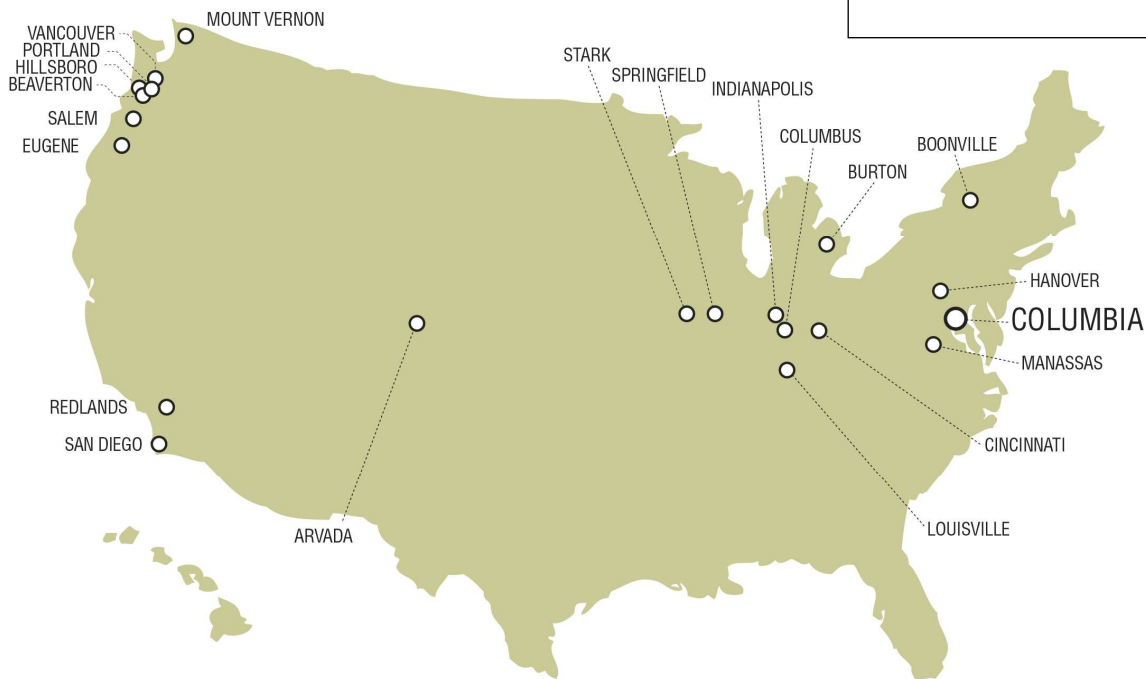 MOUNT VERNON
VANCOUVER
PORTLAND
HILLSBORO
BEAVERTON
SALEM
EUGENE
STARK
SPRINGFIELD
INDIANAPOLIS
COLUMBUS
BURTON
BOONVILLE
HANOVER
COLUMBIA
MANASSAS
REDLANDS
SAN DIEGO
CINCINNATI
LOUISVILLE
ARVADA